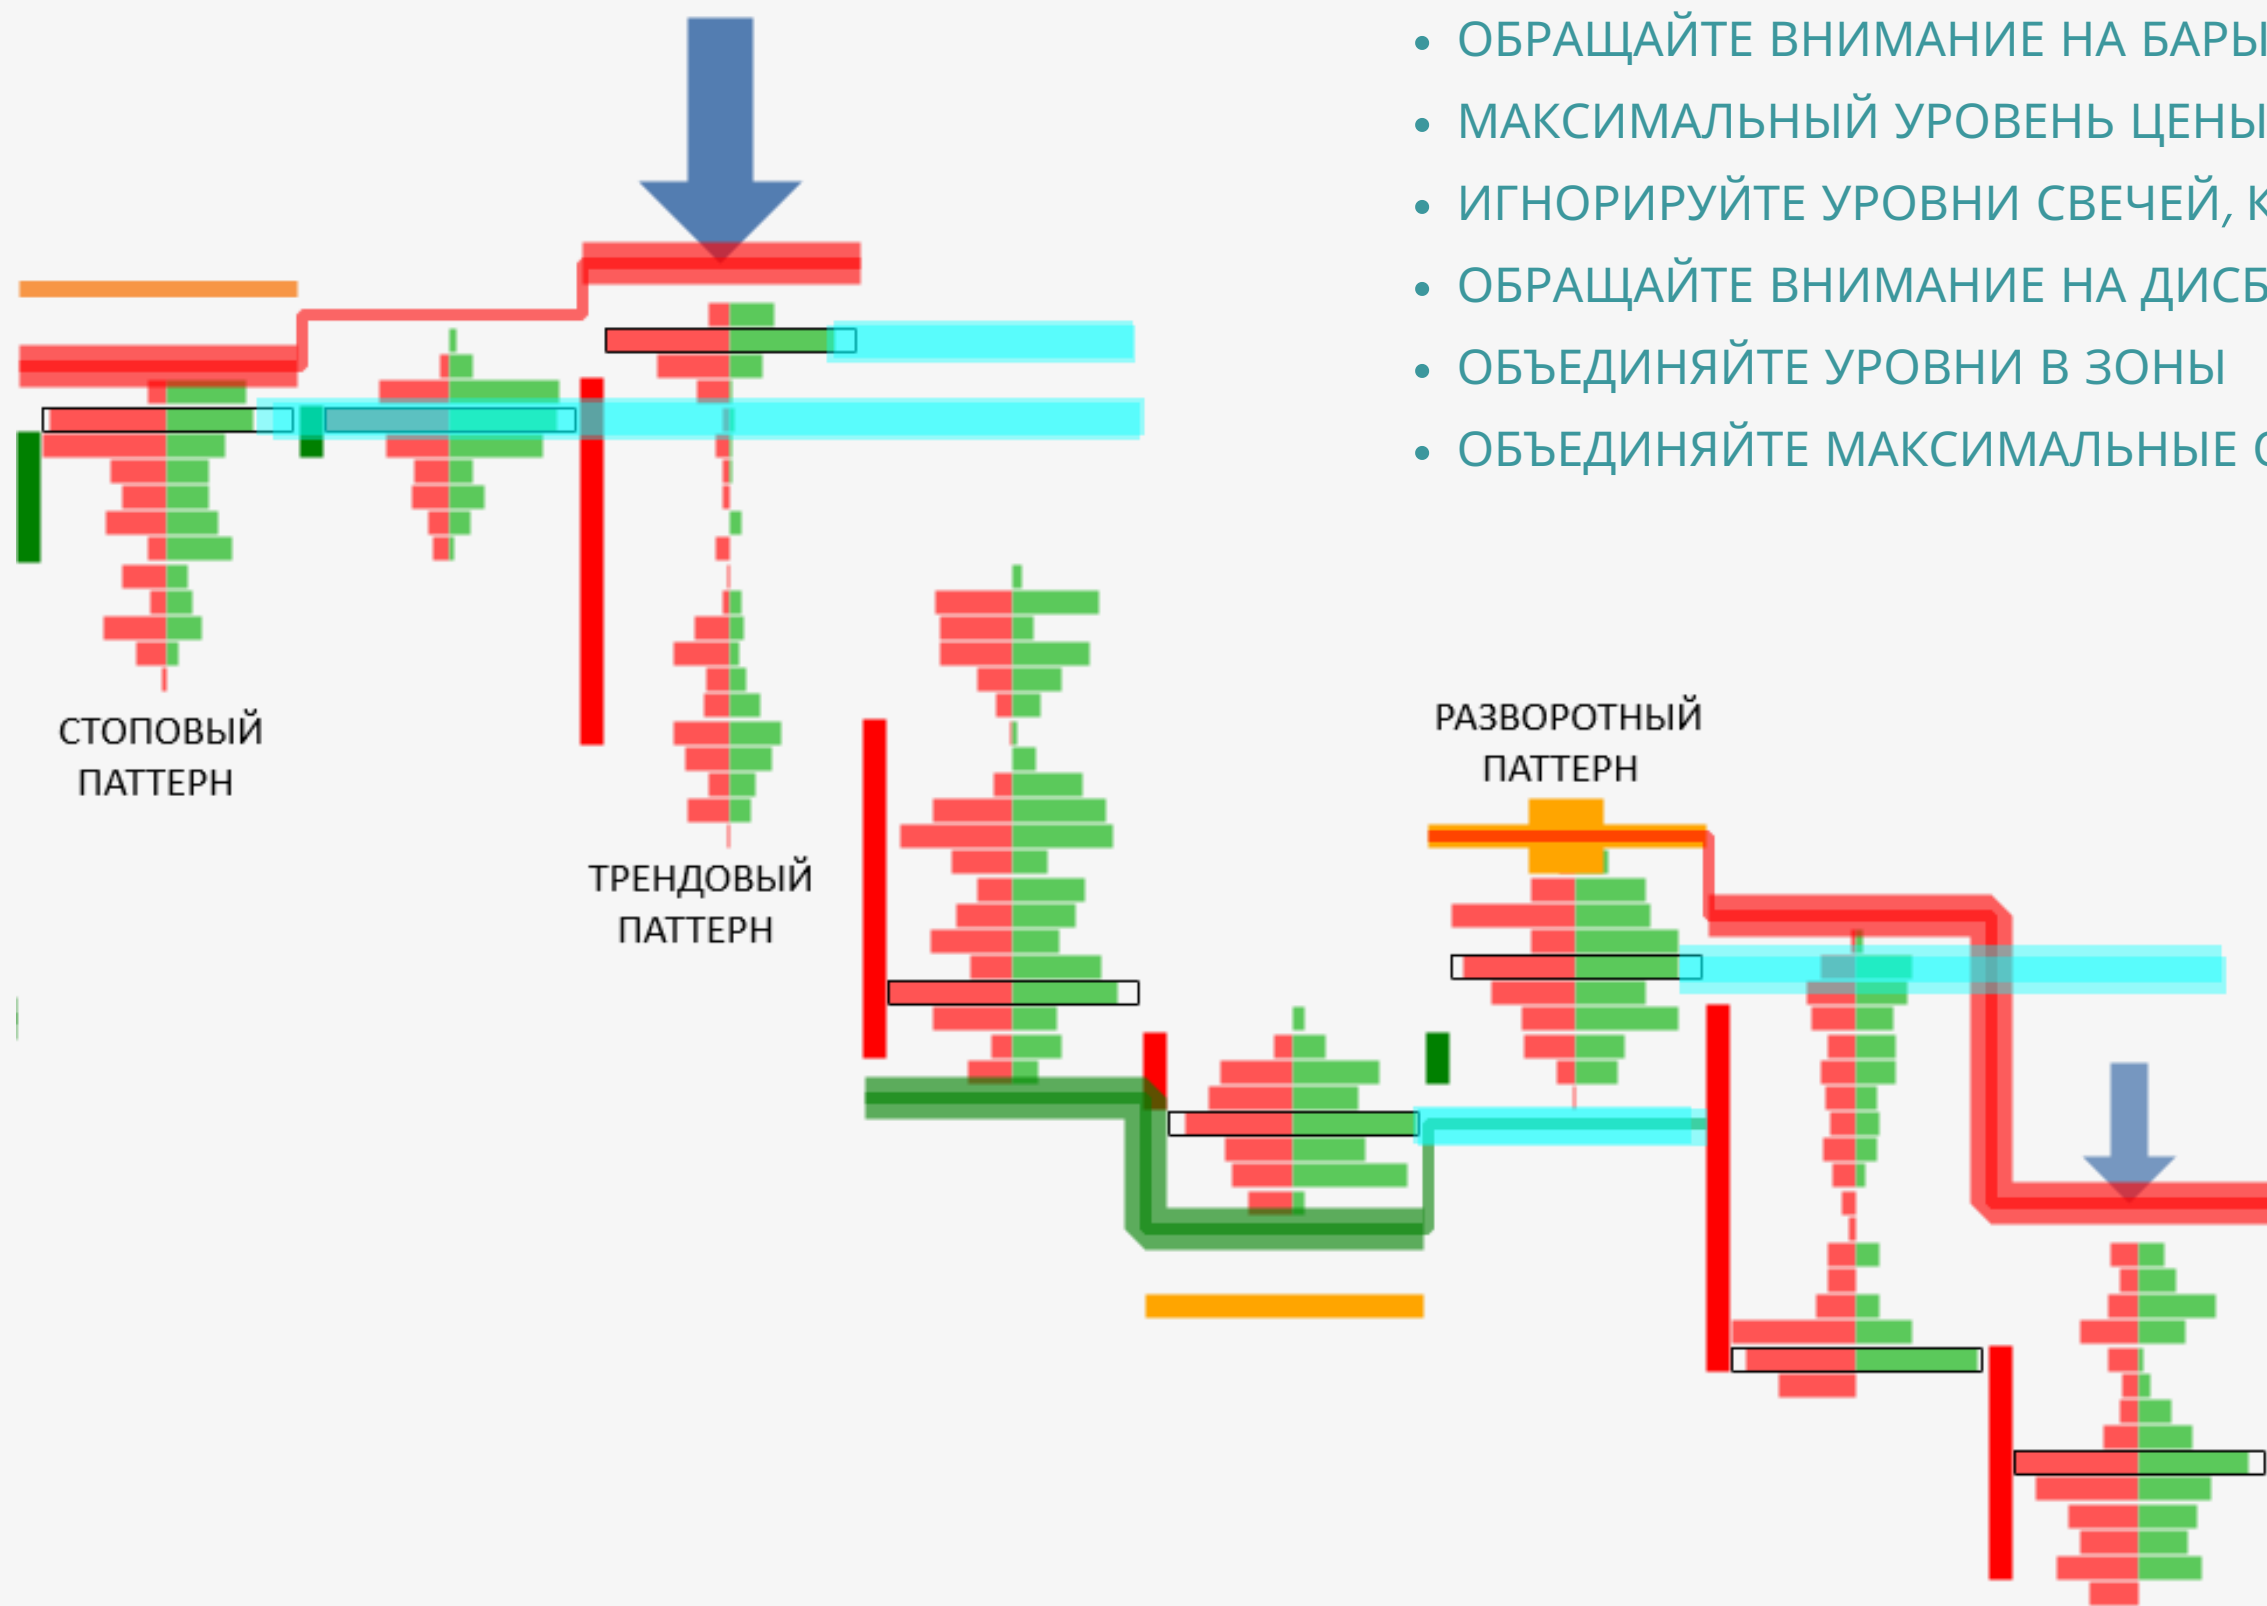 ОБРАЩАЙТЕ ВНИМАНИЕ НА БАРЫ
МАКСИМАЛЬНЫЙ УРОВЕНЬ ЦЕНЫ
ИГНОРИРУЙТЕ УРОВНИ СВЕЧЕЙ,
ОБРАЩАЙТЕ ВНИМАНИЕ НА
ОБЪЕДИНЯЙТЕ УРОВНИ В ЗОНЫ
ОБЪЕДИНЯЙТЕ МАКСИМАЛЬНЫЕ
СТОПОВЫЙ
ПАТТЕРН
ТРЕНДОВЫЙ
ПАТТЕРН
РАЗВОРОТНЫЙ
ПАТТЕРН